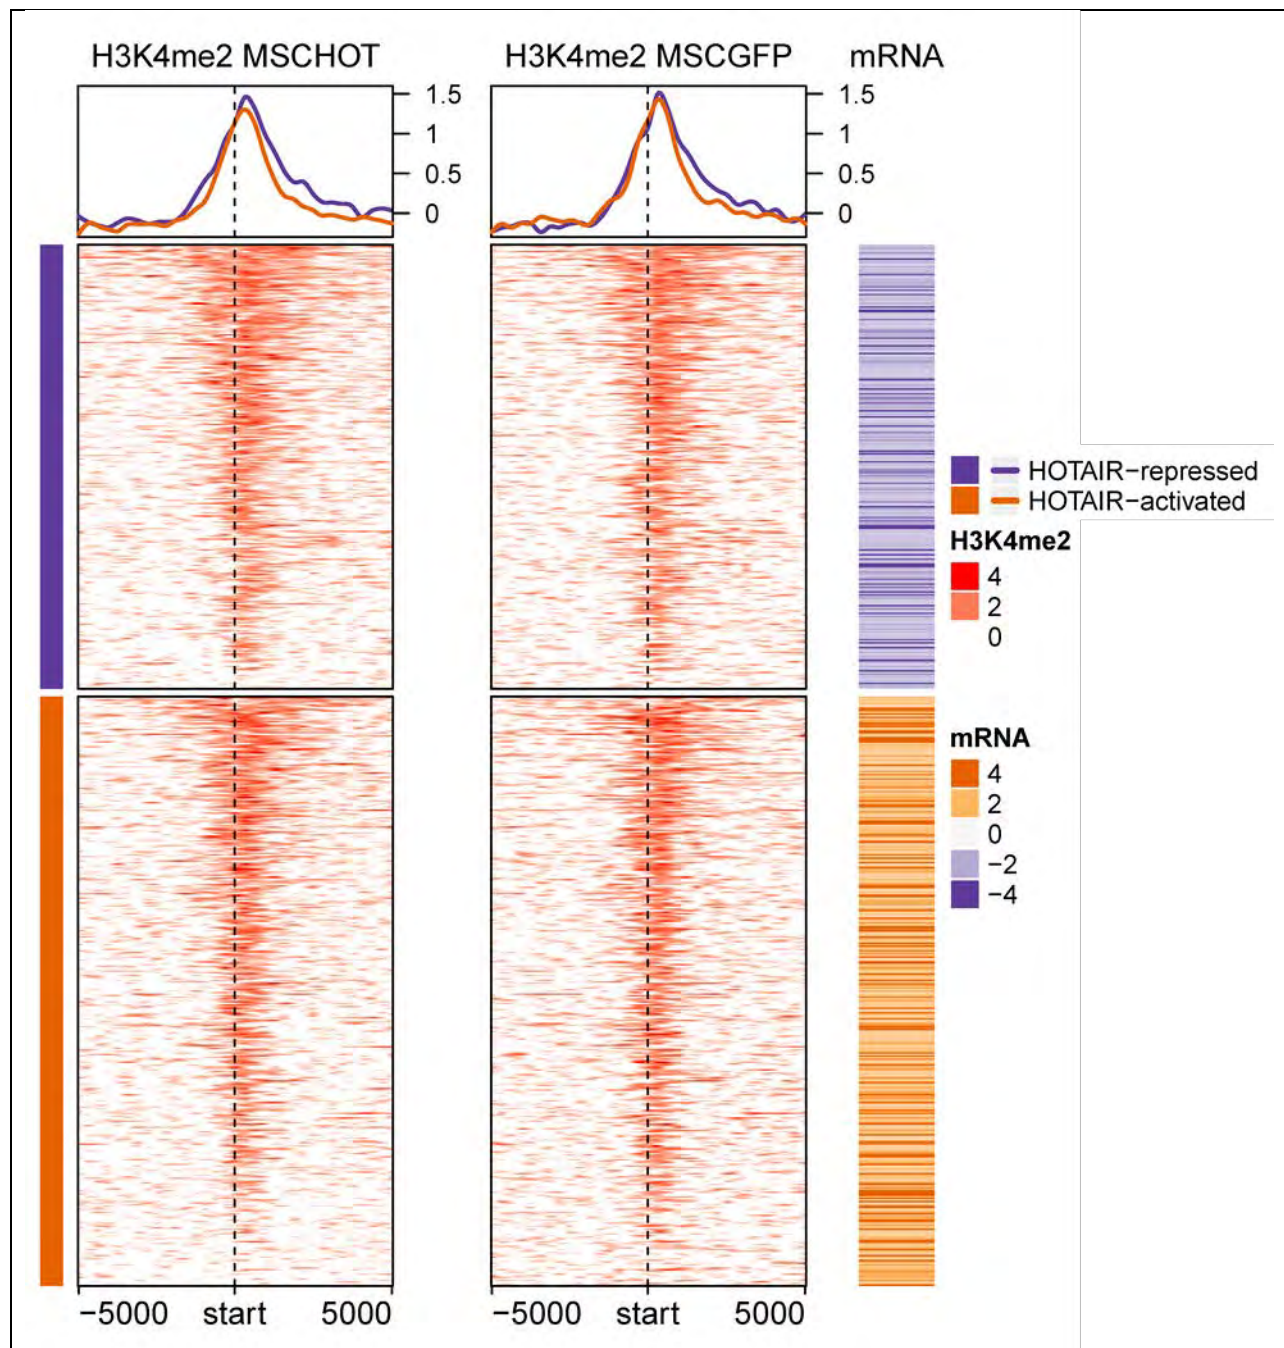 H3K4me2 MSCHOT
H3K4me2 MSCGFP
mRNA
1.5
1
0.5
0
1.5
1
0.5
0
HOTAIR−repressed
HOTAIR−activated
H3K4me2
4
2
0
mRNA
4
2
0
−2
−4
−5000 start 5000
−5000 start 5000